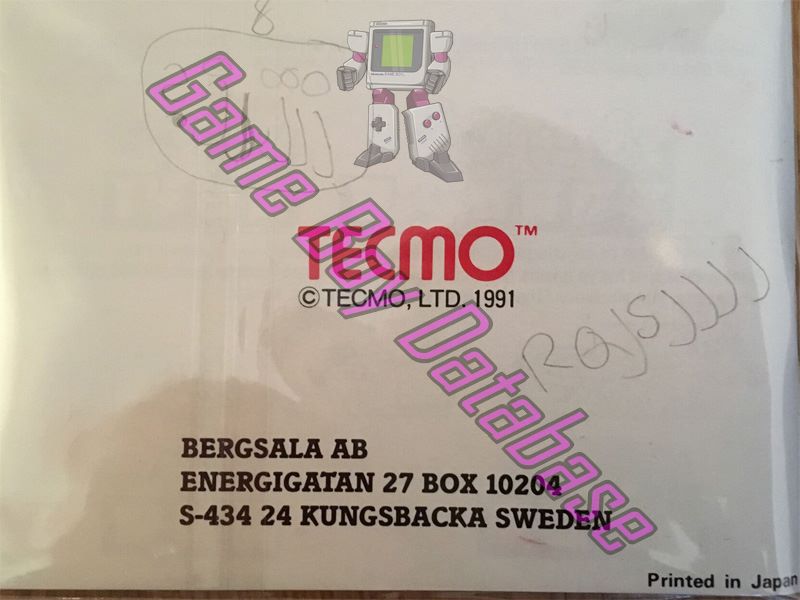 8
TECMO™
© TECMO, LTD. 1991
Game Boy Database
BERGSALA AB
ENERGIGATAN 27 BOX 10204
S-434 24 KUNGSBACKA SWEDEN
Printed in Japan